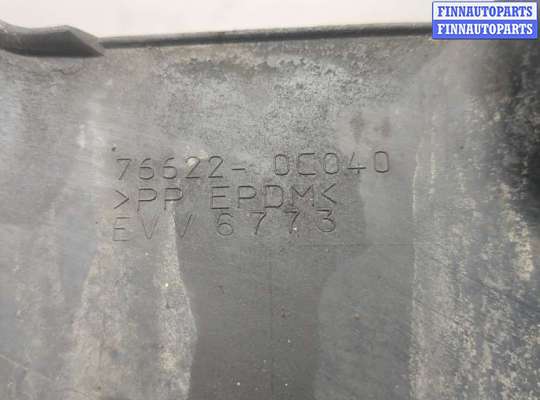 FINNAUTOPARTS
FINNAUTOPARTS
76622- 0C040
>PP EPDM<
EVV 6773